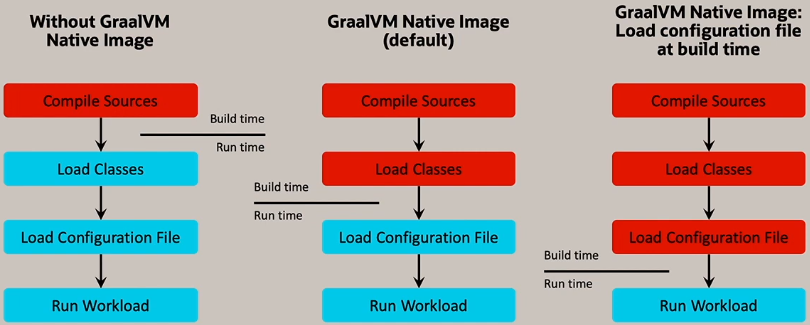 Without GraalVM
Native Image
Compile Sources
Build time
Run time
Load Classes
Load Configuration File
Run Workload
GraalVM Native Image
(default)
Compile Sources
Load Classes
Build time
Run time
Load Configuration File
Run Workload
GraalVM Native Image:
Load configuration file
at build time
Compile Sources
Load Classes
Load Configuration File
Build time
Run time
Run Workload